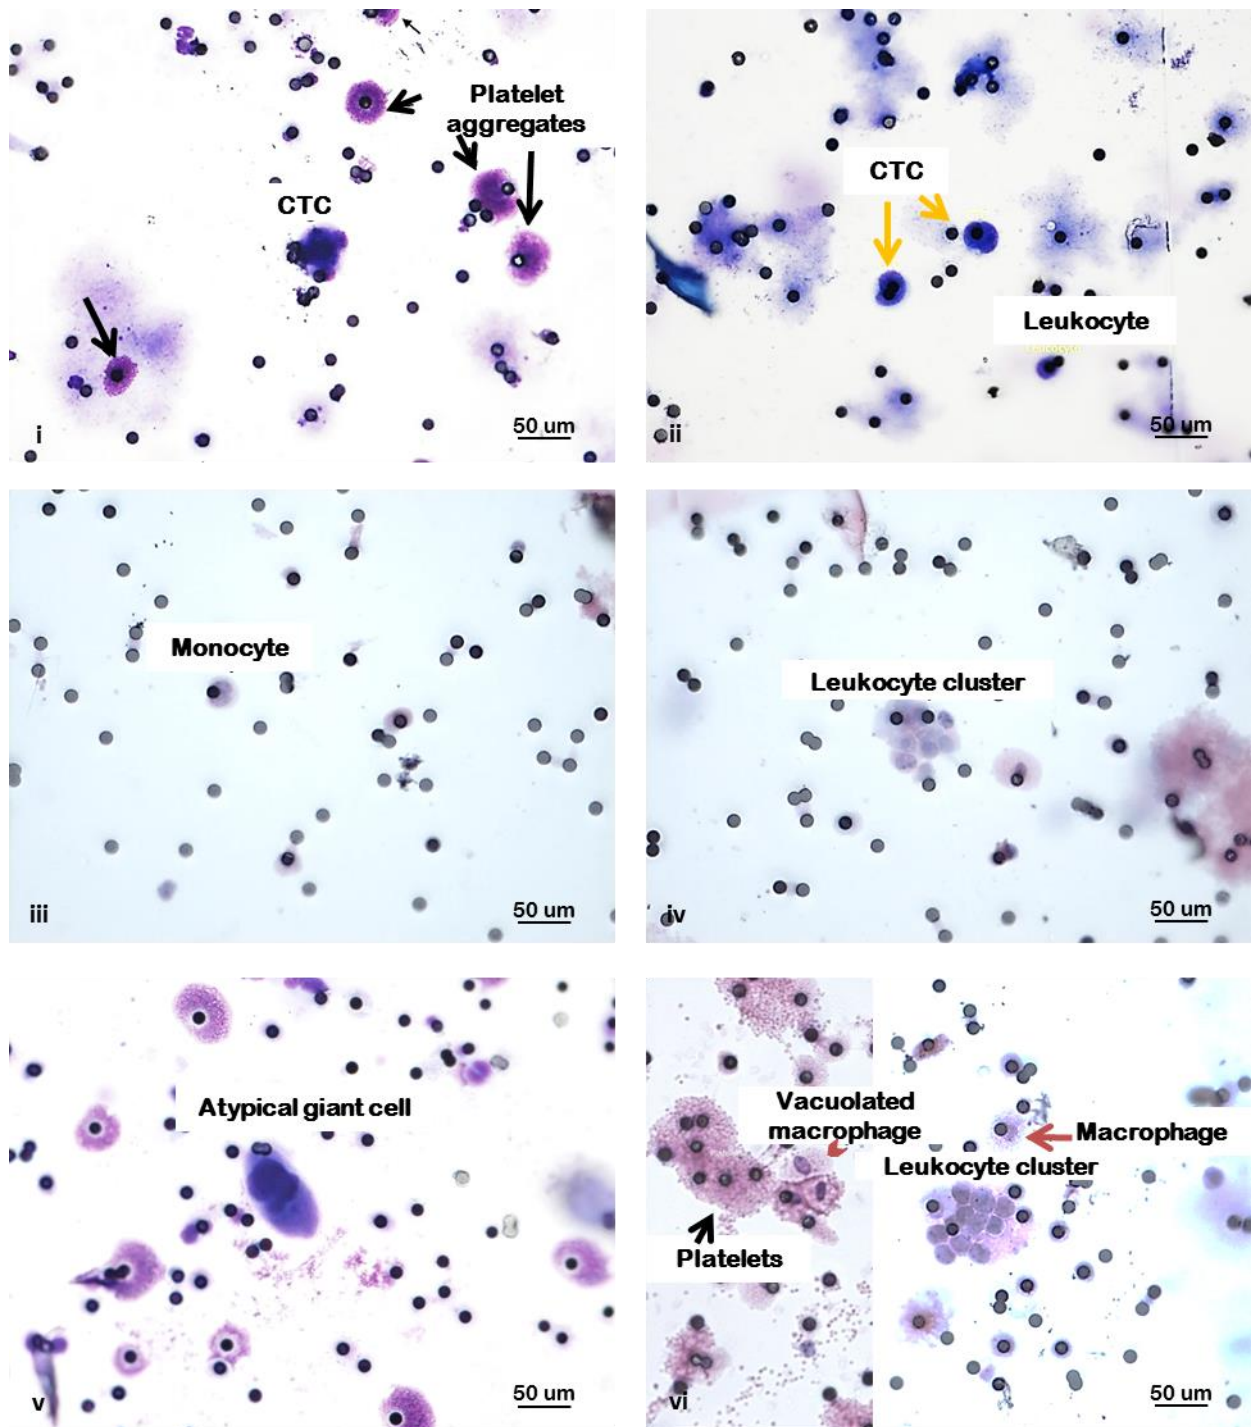 Platelet
aggregates
CTC
50 um
i
CTC
Leukocyte
Leucocyte
50 um
ii
Monocyte
50 um
iii
Leukocyte cluster
50 um
iv
Atypical giant cell
50 um
v
Vacuolated
macrophage
Macrophage
Leukocyte cluster
Platelets
50 um
vi